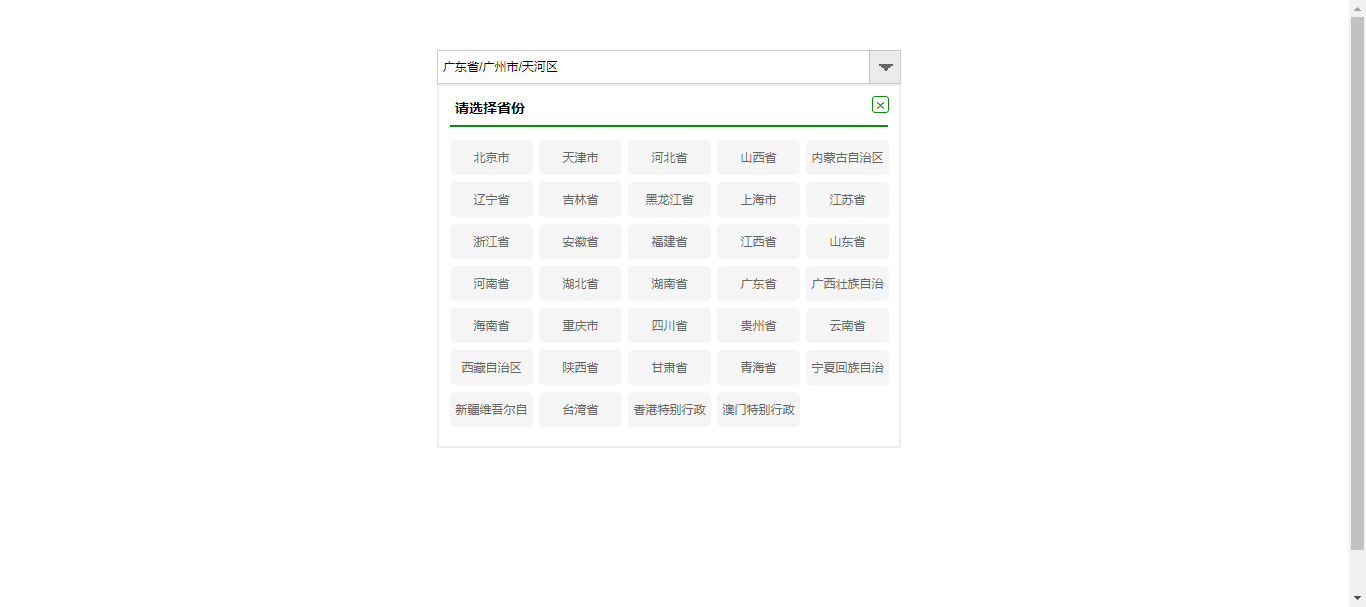 广东省/广州市/天河区
请选择省份
北京市 天津市 河北省 山西省 内蒙古自治区
辽宁省 吉林省 黑龙江省 上海市 江苏省
浙江省 安徽省 福建省 江西省 山东省
河南省 湖北省 湖南省 广东省 广西壮族自治
海南省 重庆市 四川省 贵州省 云南省
西藏自治区 陕西省 甘肃省 青海省 宁夏回族自治
新疆维吾尔自 台湾省 香港特别行政 澳门特别行政